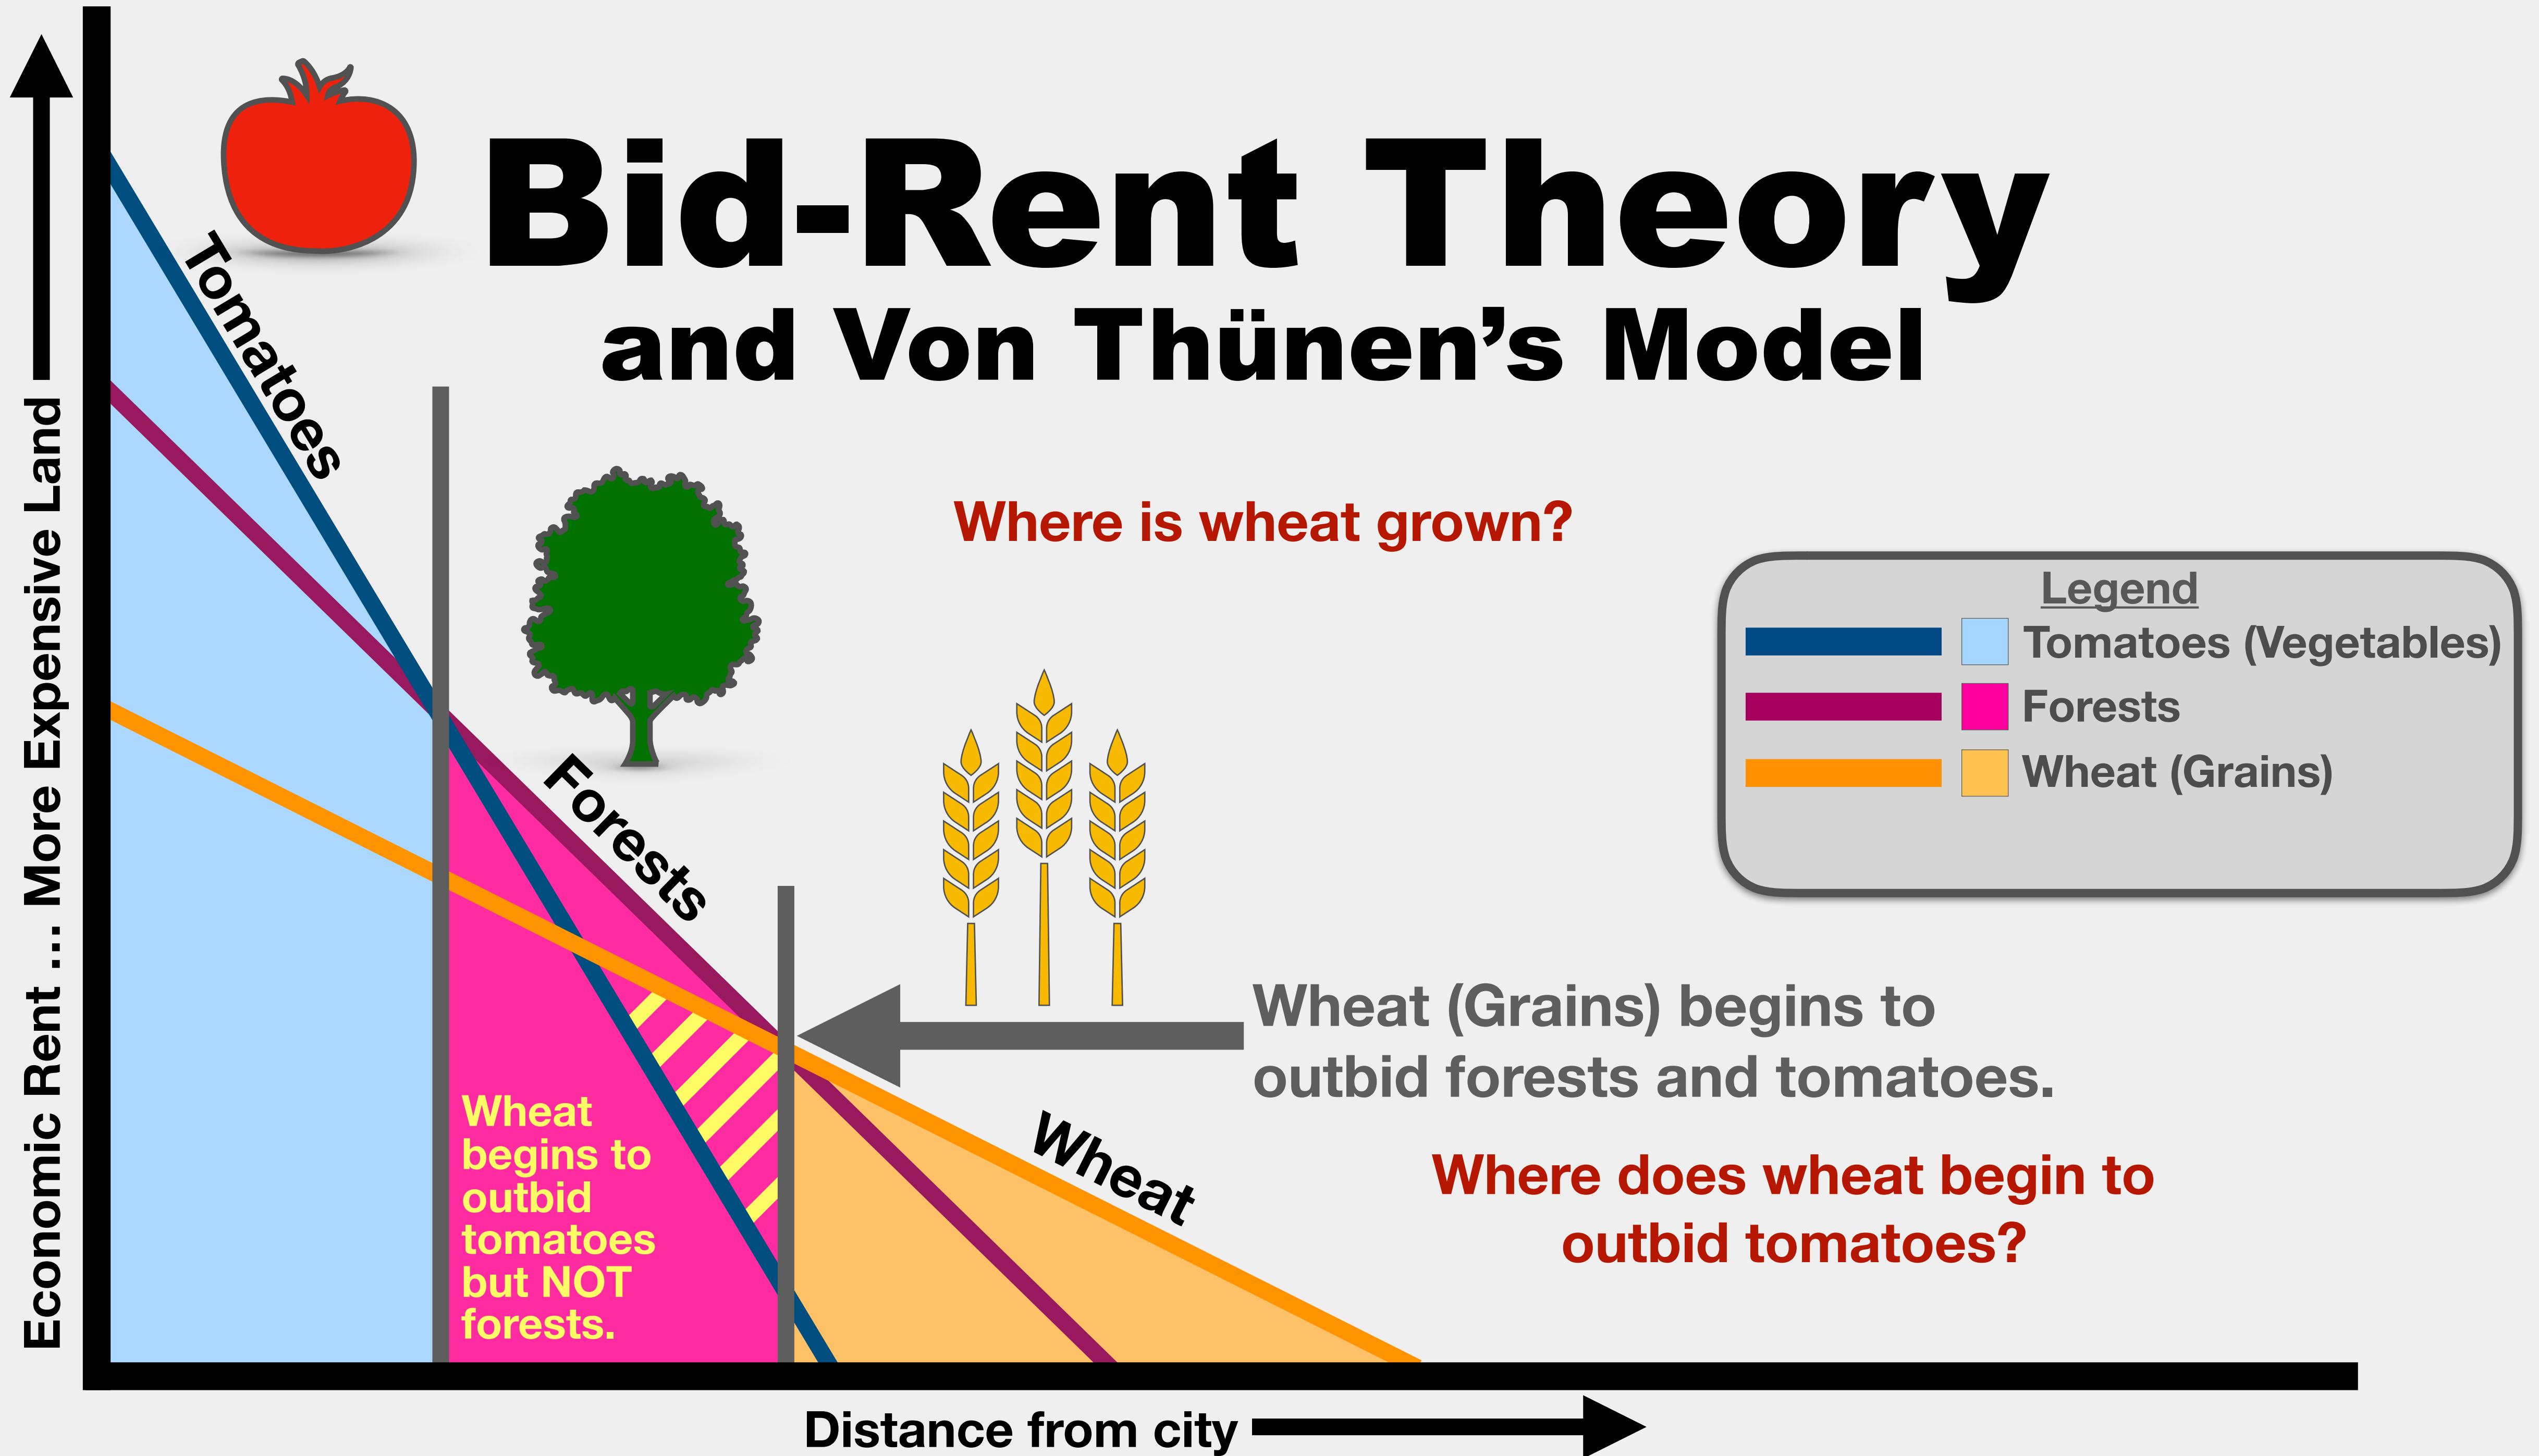 Bid-Rent Theory
and Von Thünen’s Model
Economic Rent ... More Expensive Land
Tomatoes
Where is wheat grown?
Legend
Tomatoes (Vegetables)
Forests
Wheat (Grains)
Forests
Wheat (Grains) begins to
outbid forests and tomatoes.
Wheat
begins to
outbid
tomatoes
but NOT
forests.
Wheat
Where does wheat begin to
outbid tomatoes?
Distance from city